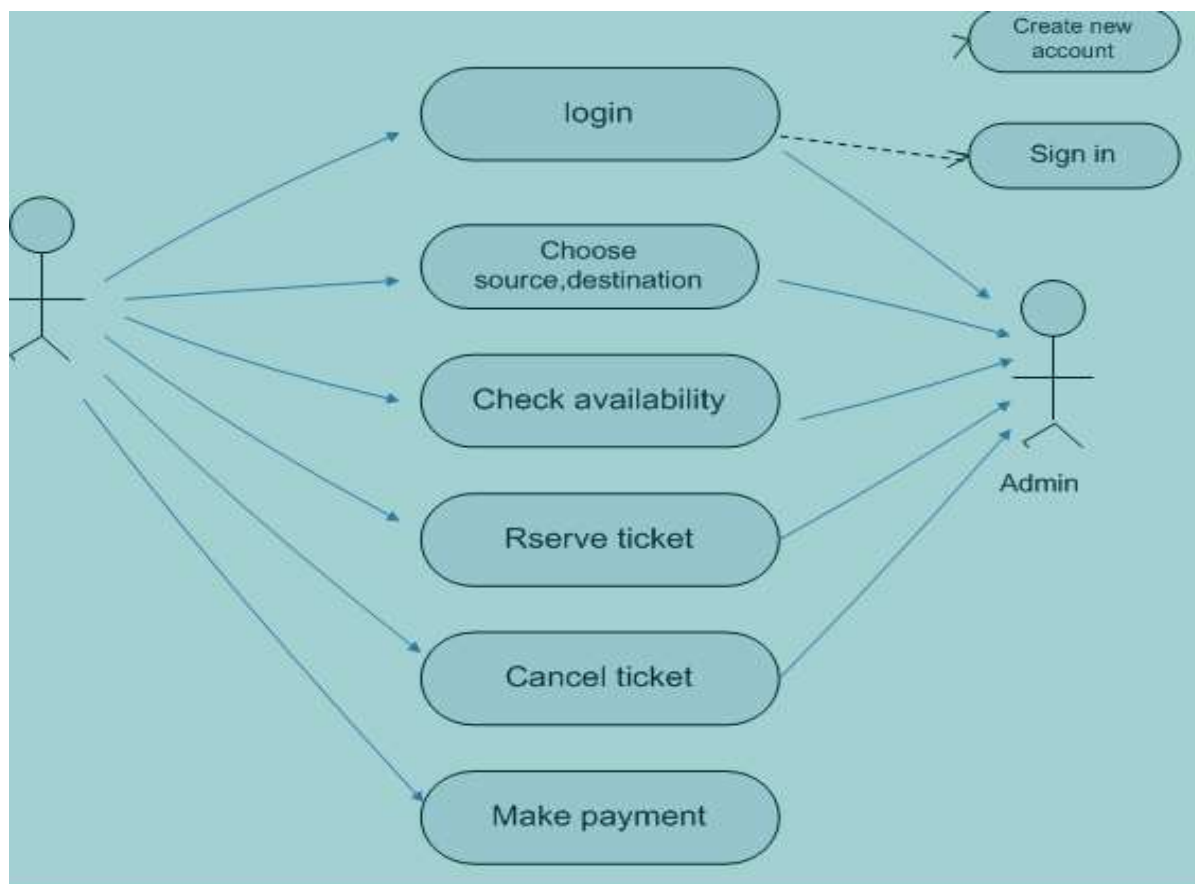 Create new
account
login
Sign in
Choose
source,destination
Check availability
Admin
Rserve ticket
Cancel ticket
Make payment